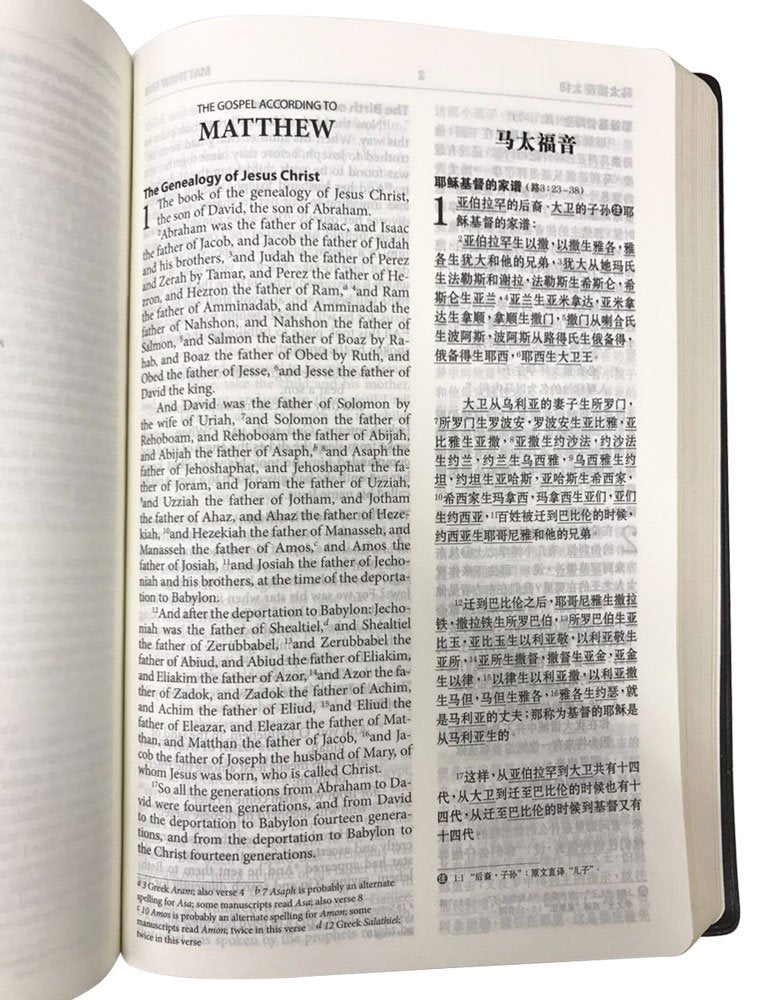 THE GOSPEL ACCORDING TO
MATTHEW
The Genealogy of Jesus Christ
1 The book of the genealogy of Jesus Christ,
the son of David, the son of Abraham.
2Abraham was the father of Isaac, and Isaac
the father of Jacob, and Jacob the father of Judah
and his brothers, 3and Judah the father of Perez
and Zerah by Tamar, and Perez the father of He-
zron, and Hezron the father of Ram,a 4and Ram
the father of Amminadab, and Amminadab the
father of Nahshon, and Nahshon the father of
Salmon, 5and Salmon the father of Boaz by Ra-
hab, and Boaz the father of Obed by Ruth, and
Obed the father of Jesse, 6and Jesse the father of
David the king.
And David was the father of Solomon by
the wife of Uriah, 7and Solomon the father of
Rehoboam, and Rehoboam the father of Abijah,
and Abijah the father of Asaph,b 8and Asaph the
father of Jehoshaphat, and Jehoshaphat the fa-
ther of Joram, and Joram the father of Uzziah,
9and Uzziah the father of Jotham, and Jotham
the father of Ahaz, and Ahaz the father of Heze-
kiah, 10and Hezekiah the father of Manasseh, and
Manasseh the father of Amos,c and Amos the
father of Josiah, 11and Josiah the father of Jecho-
niah and his brothers, at the time of the deporta-
tion to Babylon.
12And after the deportation to Babylon: Jecho-
niah was the father of Shealtiel,d and Shealtiel
the father of Zerubbabel, 13and Zerubbabel the
father of Abiud, and Abiud the father of Eliakim,
and Eliakim the father of Azor, 14and Azor the fa-
ther of Zadok, and Zadok the father of Achim,
and Achim the father of Eliud, 15and Eliud the
father of Eleazar, and Eleazar the father of Mat-
than, and Matthan the father of Jacob, 16and Ja-
cob the father of Joseph the husband of Mary, of
whom Jesus was born, who is called Christ.
17So all the generations from Abraham to Da-
vid were fourteen generations, and from David
to the deportation to Babylon fourteen genera-
tions, and from the deportation to Babylon to
the Christ fourteen generations.
a 3 Greek Aram; also verse 4 b 7 Asaph is probably an alternate
spelling for Asa; some manuscripts read Asa; also verse 8
c 10 Amos is probably an alternate spelling for Amon; some
manuscripts read Amon; twice in this verse d 12 Greek Salathiel;
twice in this verse
马太福音
耶稣基督的家谱（路3:23-38）
1 亚伯拉罕的后裔·大卫的子孙㊟耶
稣基督的家谱：
2亚伯拉罕生以撒，以撒生雅各，雅
各生犹大和他的兄弟，3犹大从她玛氏
生法勒斯和谢拉，法勒斯生希斯仑，希
斯仑生亚兰，4亚兰生亚米拿达，亚米拿
达生拿顺，拿顺生撒门，5撒门从喇合氏
生波阿斯，波阿斯从路得氏生俄备得，
俄备得生耶西，6耶西生大卫王。
大卫从乌利亚的妻子生所罗门，
7所罗门生罗波安，罗波安生亚比雅，亚
比雅生亚撒，8亚撒生约沙法，约沙法
生约兰，约兰生乌西雅，9乌西雅生约
坦，约坦生亚哈斯，亚哈斯生希西家，
10希西家生玛拿西，玛拿西生亚们，亚们
生约西亚，11百姓被迁到巴比伦的时候，
约西亚生耶哥尼雅和他的兄弟。
12迁到巴比伦之后，耶哥尼雅生撒拉
铁，撒拉铁生所罗巴伯，13所罗巴伯生亚
比玉，亚比玉生以利亚敬，以利亚敬生
亚所，14亚所生撒督，撒督生亚金，亚金
生以律，15以律生以利亚撒，以利亚撒
生马但，马但生雅各，16雅各生约瑟，就
是马利亚的丈夫；那称为基督的耶稣是
从马利亚生的。
17这样，从亚伯拉罕到大卫共有十四
代，从大卫到迁至巴比伦的时候也有十
四代，从迁至巴比伦的时候到基督又有
十四代。
㊟ 1:1 “后裔，子孙”：原文直译“儿子”。